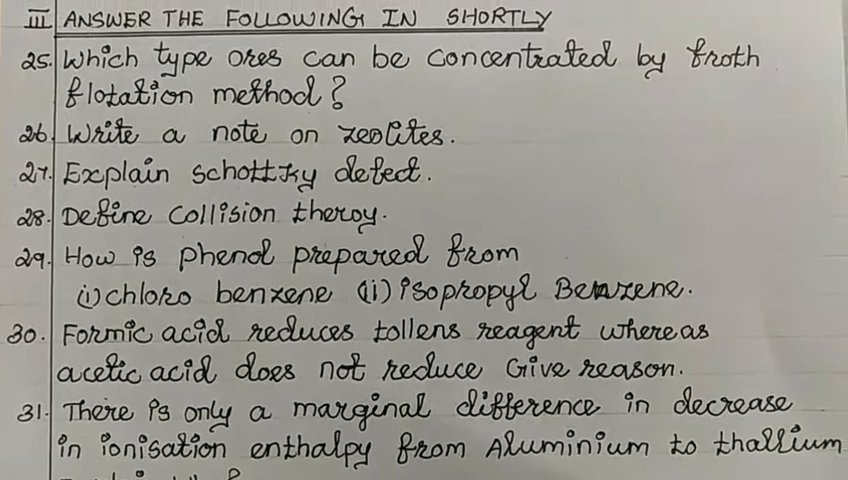 III ANSWER THE FOLLOWING IN SHORTLY
25. Which type ores can be concentrated by froth
flotation method?
26. Write a note on zeolites.
27. Explain schottky defect.
28. Define collision theroy.
29. How is phenol prepared from
(i) chloro benzene (ii) isopropyl Benzene.
30. Formic acid reduces tollens reagent whereas
acetic acid does not reduce Give reason.
31. There is only a marginal difference in decrease
in ionisation enthalpy from Aluminium to thallium